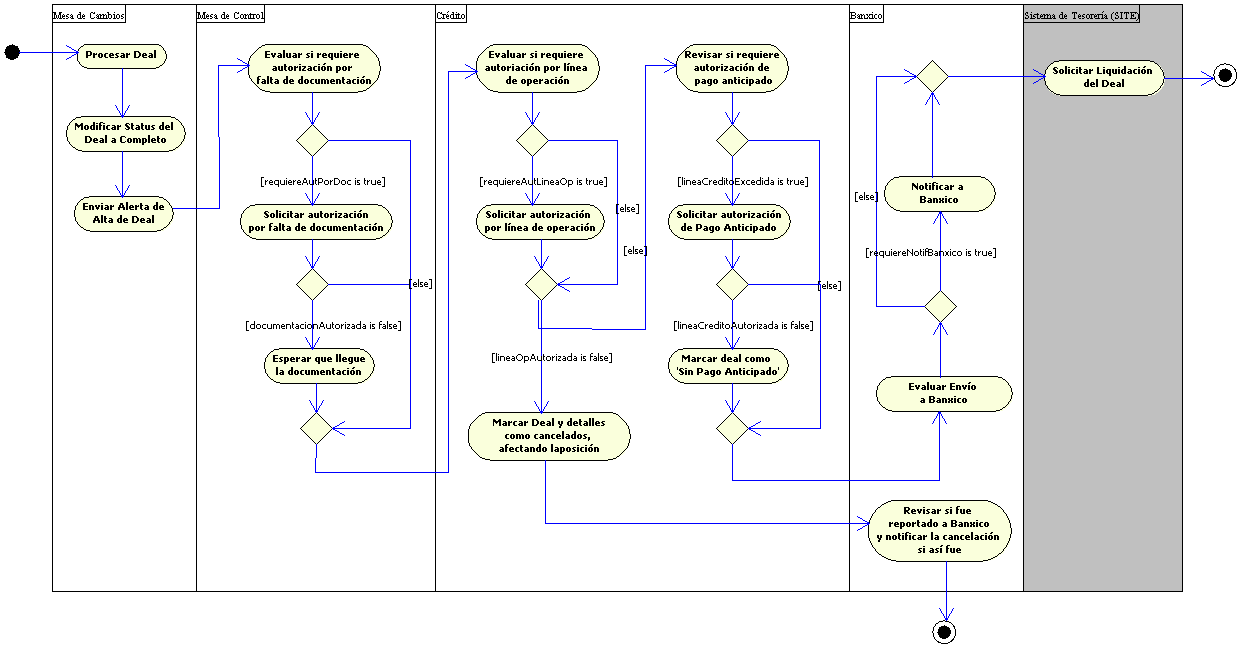 Mesa de Cambios
Procesar Deal
Modificar Status del
Deal a Completo
Enviar Alerta de
Alta de Deal
Mesa de Control
Evaluar si requiere
autorización por
falta de documentación
[requiereAutPorDoc is true]
Solicitar autorización
por falta de documentación
[else]
[documentacionAutorizada is false]
Esperar que llegue
la documentación
Crédito
Evaluar si requiere
autoriación por línea
de operación
[requiereAutLineaOp is true]
Solicitar autorización
por línea de operación
[else]
[else]
[lineaOpAutorizada is false]
Marcar Deal y detalles
como cancelados,
afectando laposición
Revisar si requiere
autorización de
pago anticipado
[lineaCreditoExcedida is true]
Solicitar autorización
de Pago Anticipado
[else]
[lineaCreditoAutorizada is false]
Marcar deal como
'Sin Pago Anticipado'
Banxico
[else]
Notificar a
Banxico
[requiereNotifBanxico is true]
Evaluar Envío
a Banxico
Revisar si fue
reportado a Banxico
y notificar la cancelación
si así fue
Sistema de Tesorería (SITE)
Solicitar Liquidación
del Deal